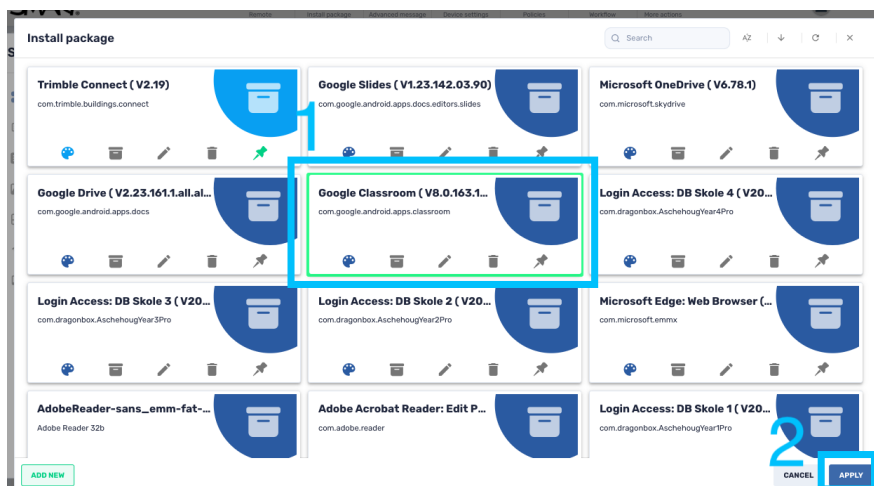 Remote Install package Advanced message Device settings Policies Workflow More actions
Install package
Search
AZ
Trimble Connect ( V2.19)
com.trimble.buildings.connect
Google Slides ( V1.23.142.03.90)
com.google.android.apps.docs.editors.slides
Microsoft OneDrive ( V6.78.1)
com.microsoft.skydrive
1
Google Drive ( V2.23.161.1.all.al...
com.google.android.apps.docs
Google Classroom ( V8.0.163.1...
com.google.android.apps.classroom
Login Access: DB Skole 4 ( V20...
com.dragonbox.AschehougYear4Pro
Login Access: DB Skole 3 ( V20...
com.dragonbox.AschehougYear3Pro
Login Access: DB Skole 2 ( V20...
com.dragonbox.AschehougYear2Pro
Microsoft Edge: Web Browser (...
com.microsoft.emmx
AdobeReader-sans_emm-fat-...
Adobe Reader 32b
Adobe Acrobat Reader: Edit P...
com.adobe.reader
Login Access: DB Skole 1 ( V20...
com.dragonbox.AschehougYear1Pro
2
ADD NEW
CANCEL
APPLY